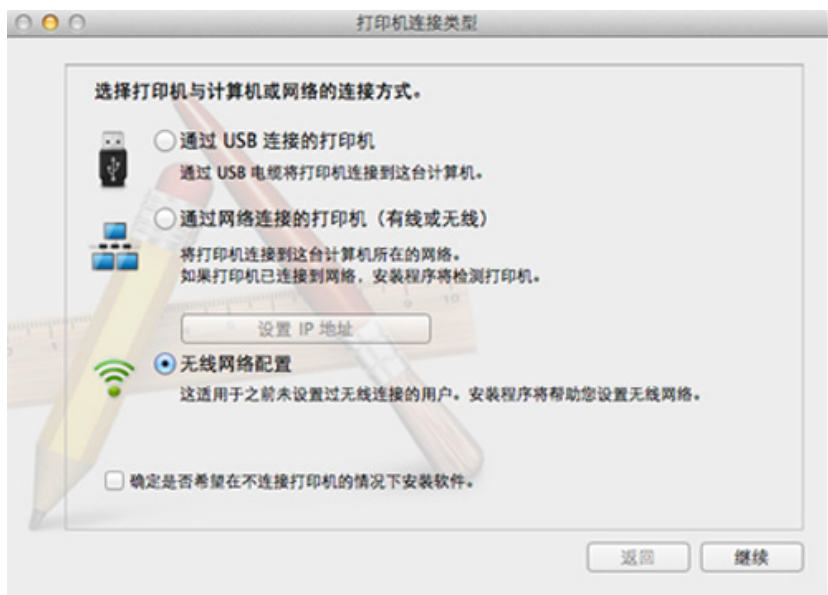 打印机连接类型
选择打印机与计算机或网络的连接方式。
通过 USB 连接的打印机
通过 USB 电缆将打印机连接到这台计算机。
通过网络连接的打印机（有线或无线）
将打印机连接到这台计算机所在的网络。
如果打印机已连接到网络，安装程序将检测打印机。
设置 IP 地址
无线网络配置
这适用于之前未设置过无线连接的用户。安装程序将帮助您设置无线网络。
确定是否希望在不连接打印机的情况下安装软件。
返回
继续